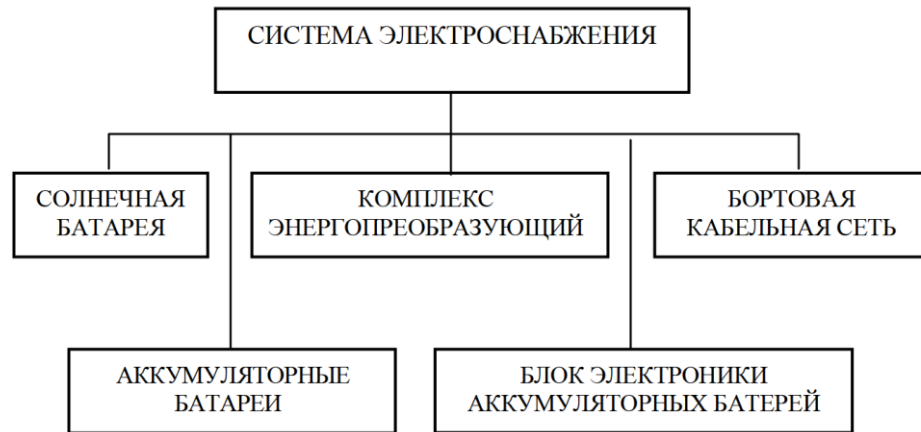 СИСТЕМА ЭЛЕКТРОСНАБЖЕНИЯ
СОЛНЕЧНАЯ
БАТАРЕЯ
КОМПЛЕКС
ЭНЕРГОПРЕОБРАЗУЮЩИЙ
БОРТОВАЯ
КАБЕЛЬНАЯ СЕТЬ
АККУМУЛЯТОРНЫЕ
БАТАРЕИ
БЛОК ЭЛЕКТРОНИКИ
АККУМУЛЯТОРНЫХ БАТЕРЕЙ